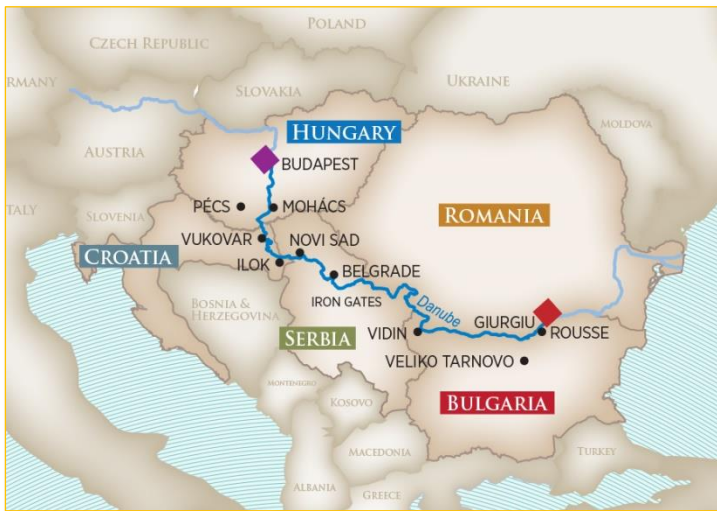 POLAND
CZECH REPUBLIC
UKRAINE
RMANY
SLOVAKIA
MOLDOVA
HUNGARY
AUSTRIA
BUDAPEST
PÉCS
MOHÁCS
ROMANIA
ITALY
SLOVENIA
VUKOVAR
NOVI SAD
CROATIA
ILOK
BELGRADE
BOSNIA &
HERZEGOVINA
IRON GATES
Danube
GIURGIU
SERBIA
VIDIN
ROUSSE
VELIKO TARNOVO
MONTENEGRO
KOSOVO
BULGARIA
MACEDONIA
TURKEY
ALBANIA
GREECE